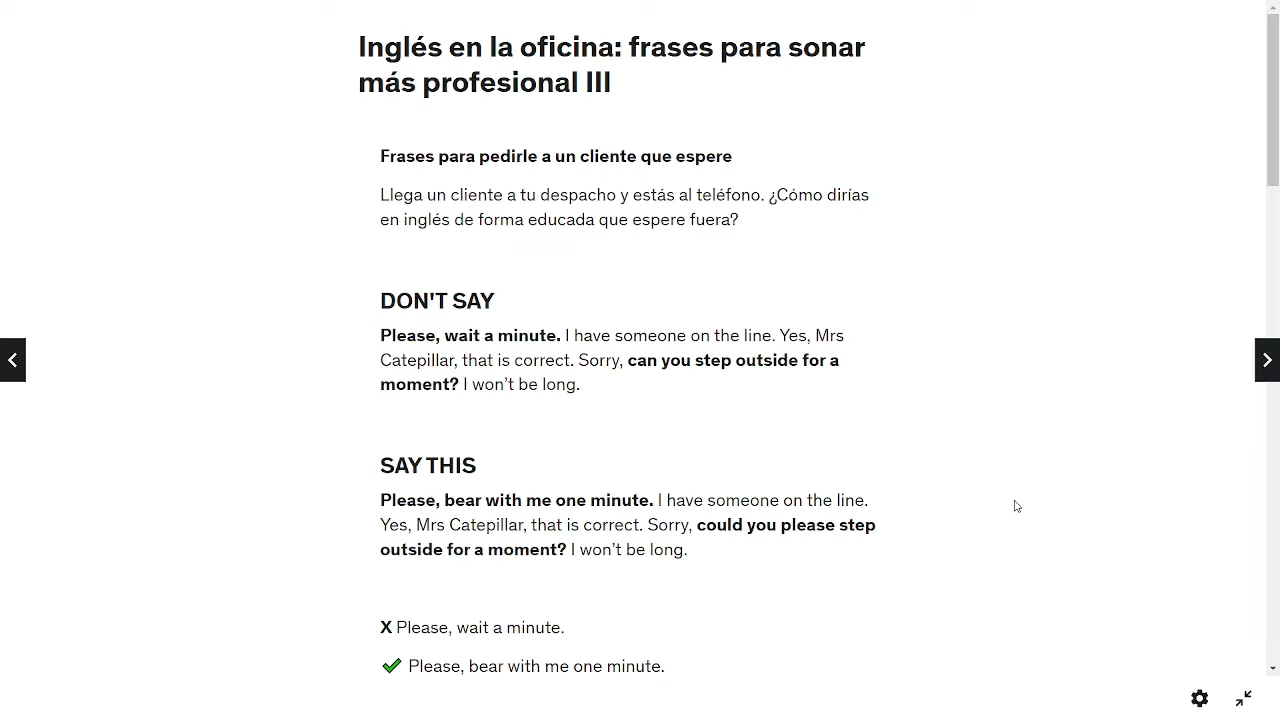 Inglés en la oficina: frases para sonar
más profesional III
Frases para pedirle a un cliente que espere
Llega un cliente a tu despacho y estás al teléfono. ¿Cómo dirías
en inglés de forma educada que espere fuera?
DON'T SAY
Please, wait a minute. I have someone on the line. Yes, Mrs
Catepillar, that is correct. Sorry, can you step outside for a
moment? I won’t be long.
SAY THIS
Please, bear with me one minute. I have someone on the line.
Yes, Mrs Catepillar, that is correct. Sorry, could you please step
outside for a moment? I won’t be long.
X Please, wait a minute.
✔ Please, bear with me one minute.